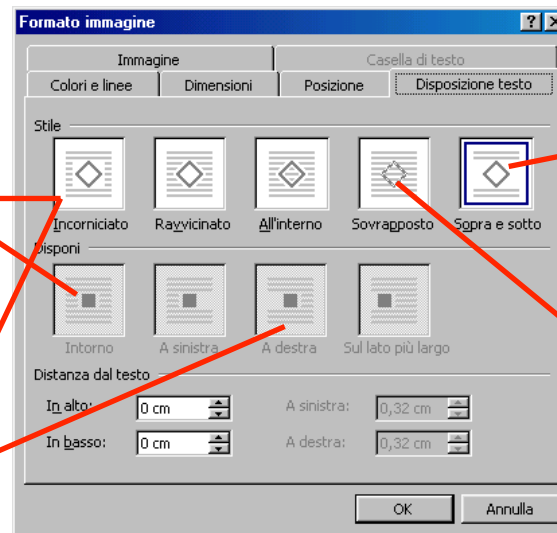 Formato immagine
Immagine Casella di testo
Colori e linee Dimensioni Posizione Disposizione testo
Stile
Incorniciato Ravvicinato All'interno Sovrapposto Sopra e sotto
Disponi
Intorno A sinistra A destra Sul lato più largo
Distanza dal testo
In alto: 0 cm A sinistra: 0,32 cm
In basso: 0 cm A destra: 0,32 cm
OK Annulla